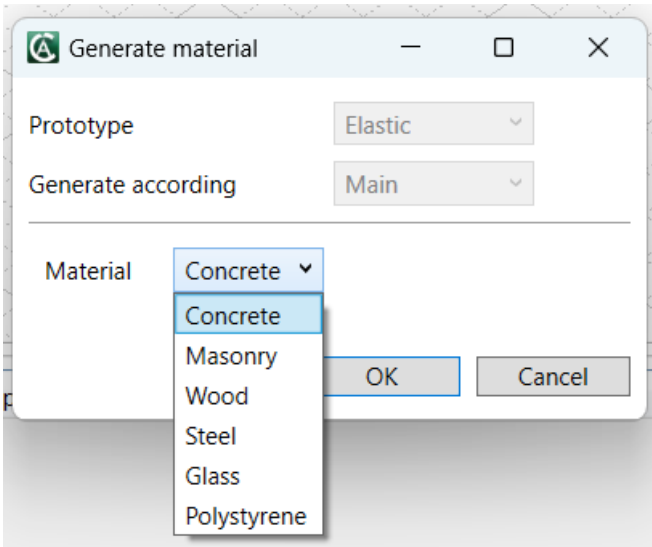 Generate material
Prototype Elastic
Generate according Main
Material Concrete
Concrete
Masonry
OK Cancel
Wood
Steel
Glass
Polystyrene